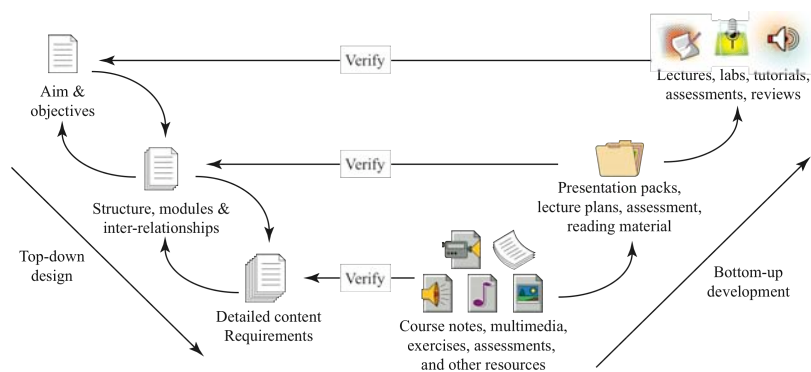 Verify
Aim &
objectives
Lectures, labs, tutorials,
assessments, reviews
Verify
Structure, modules &
inter-relationships
Presentation packs,
lecture plans, assessment,
reading material
Top-down
design
Verify
Detailed content
Requirements
Course notes, multimedia,
exercises, assessments,
and other resources
Bottom-up
development